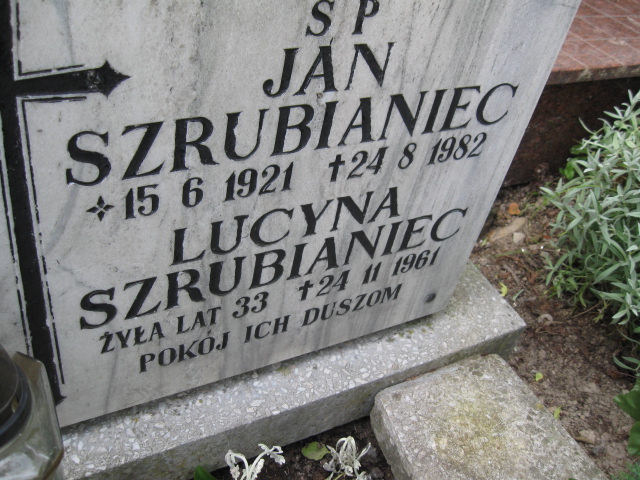 Ś P
JAN
SZRUBIANIEC
15 6 1921 †24 8 1982
LUCYNA
SZRUBIANIEC
ŻYŁA LAT 33 †24 11 1961
POKÓJ ICH DUSZOM